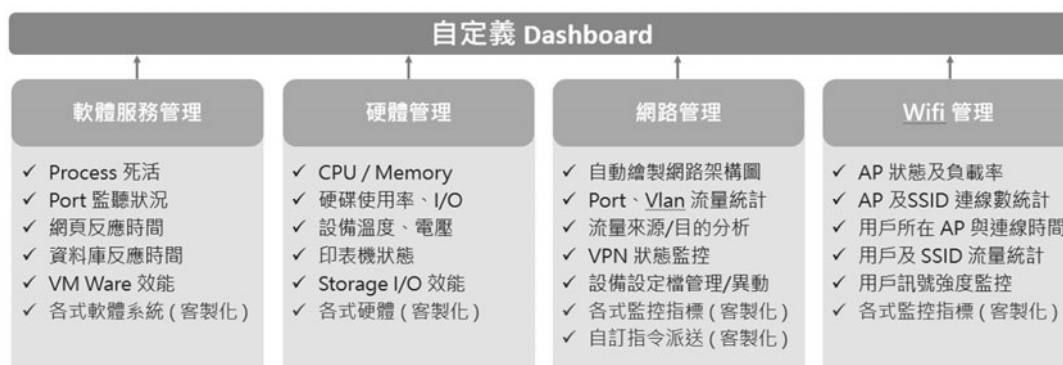 自定義 Dashboard
軟體服務管理
✓ Process 死活
✓ Port 監聽狀況
✓ 網頁反應時間
✓ 資料庫反應時間
✓ VM Ware 效能
✓ 各式軟體系統 ( 客製化 )
硬體管理
✓ CPU / Memory
✓ 硬碟使用率、I/O
✓ 設備溫度、電壓
✓ 印表機狀態
✓ Storage I/O 效能
✓ 各式硬體 ( 客製化 )
網路管理
✓ 自動繪製網路架構圖
✓ Port、Vlan 流量統計
✓ 流量來源/目的分析
✓ VPN 狀態監控
✓ 設備設定檔管理/異動
✓ 各式監控指標 ( 客製化 )
✓ 自訂指令派送 ( 客製化 )
Wifi 管理
✓ AP 狀態及負載率
✓ AP 及SSID 連線數統計
✓ 用戶所在 AP 與連線時間
✓ 用戶及 SSID 流量統計
✓ 用戶訊號強度監控
✓ 各式監控指標 ( 客製化 )